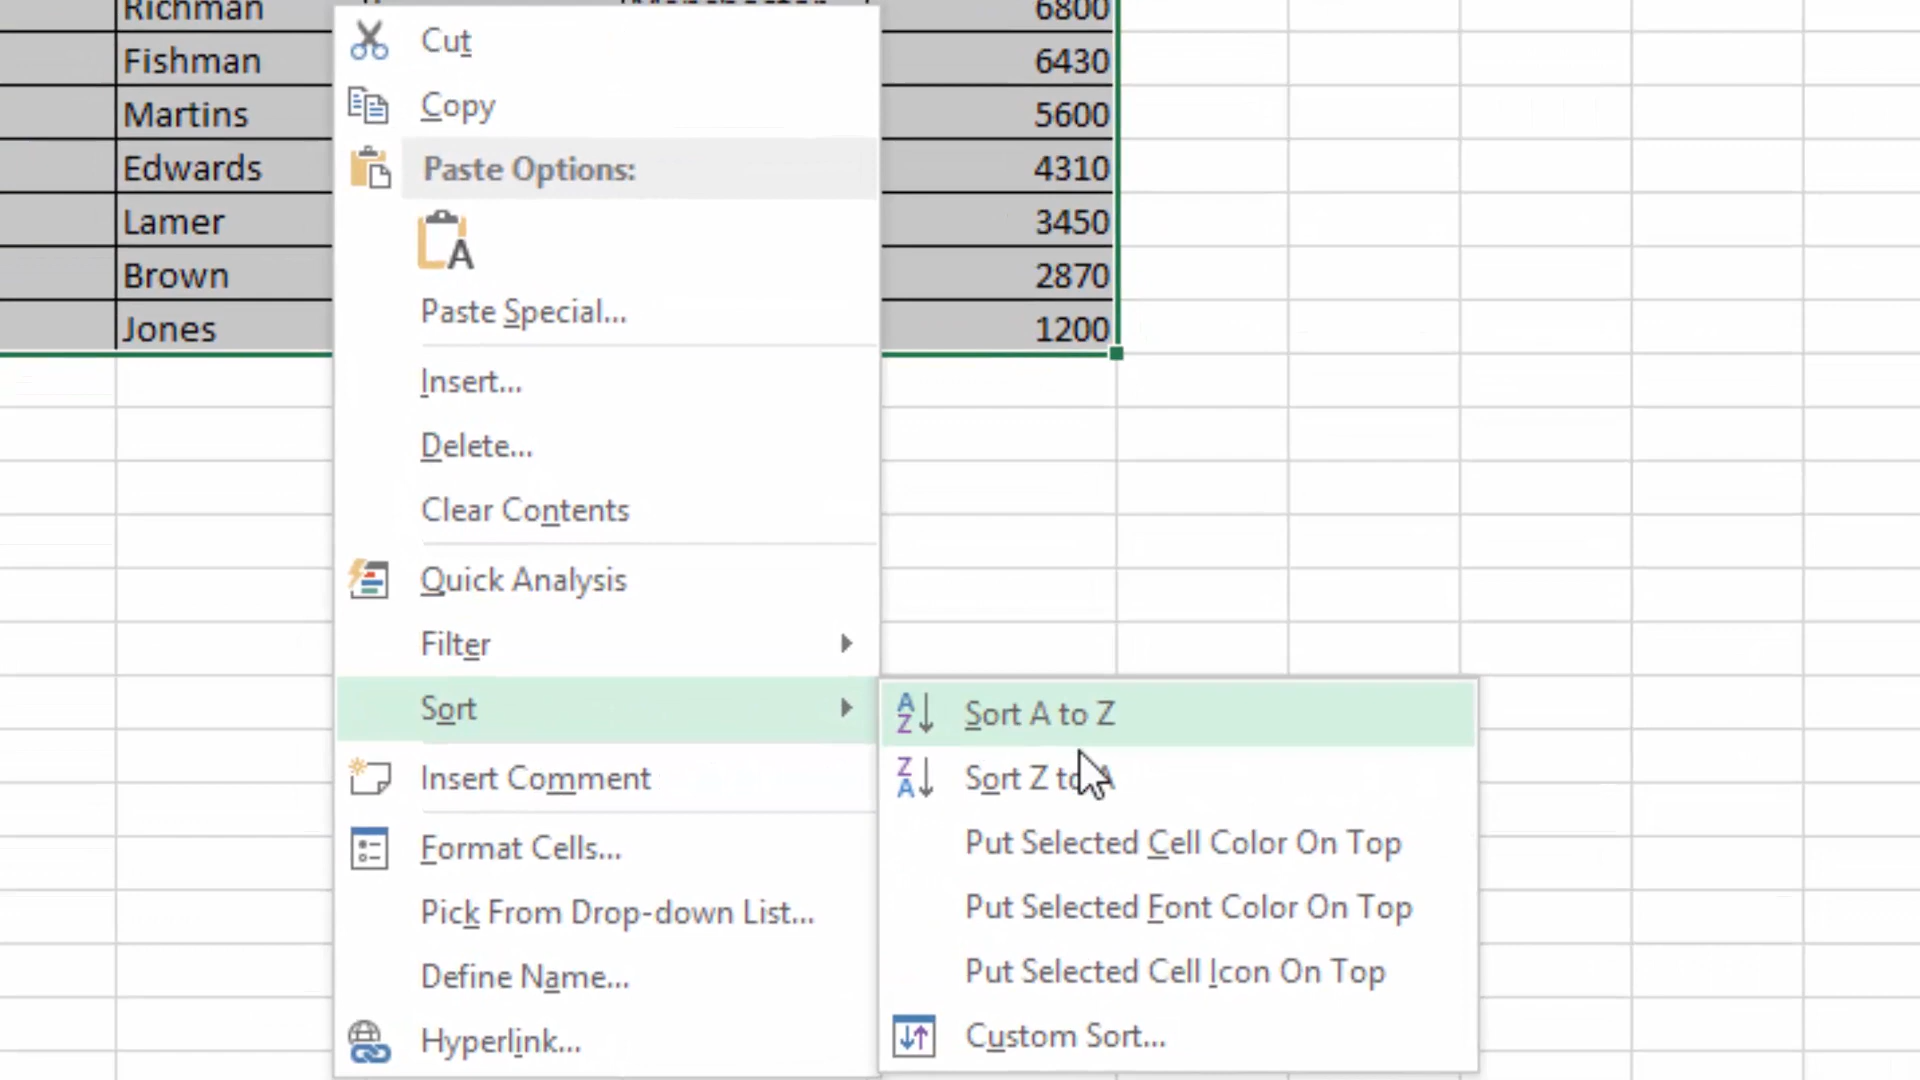 Richman 6800
Fishman 6430
Martins 5600
Edwards 4310
Lamer 3450
Brown 2870
Jones 1200
Cut
Copy
Paste Options:
Paste Special...
Insert...
Delete...
Clear Contents
Quick Analysis
Filter
Sort
Insert Comment
Format Cells...
Pick From Drop-down List...
Define Name...
Hyperlink...
Sort A to Z
Sort Z to A
Put Selected Cell Color On Top
Put Selected Font Color On Top
Put Selected Cell Icon On Top
Custom Sort...